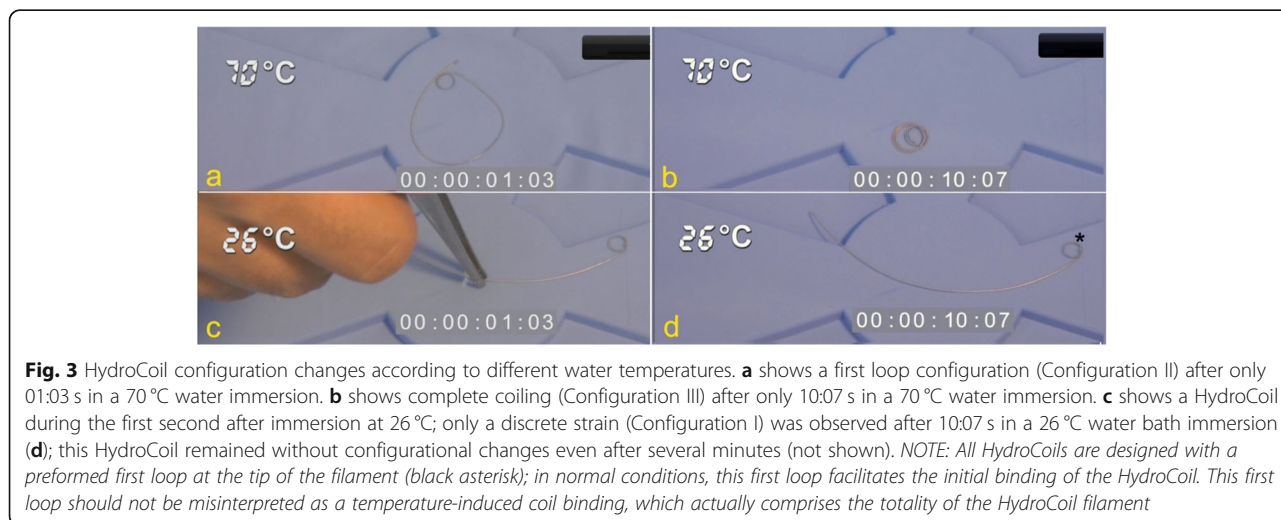 70°C
70°C
a
00:00:01:03
b
00:00:10:07
26°C
26°C
*
c
00:00:01:03
d
00:00:10:07
Fig. 3 HydroCoil configuration changes according to different water temperatures. a shows a first loop configuration (Configuration II) after only
01:03 s in a 70 °C water immersion. b shows complete coiling (Configuration III) after only 10:07 s in a 70 °C water immersion. c shows a HydroCoil
during the first second after immersion at 26 °C; only a discrete strain (Configuration I) was observed after 10:07 s in a 26 °C water bath immersion
(d); this HydroCoil remained without configurational changes even after several minutes (not shown). NOTE: All HydroCoils are designed with a
preformed first loop at the tip of the filament (black asterisk); in normal conditions, this first loop facilitates the initial binding of the HydroCoil. This first
loop should not be misinterpreted as a temperature-induced coil binding, which actually comprises the totality of the HydroCoil filament